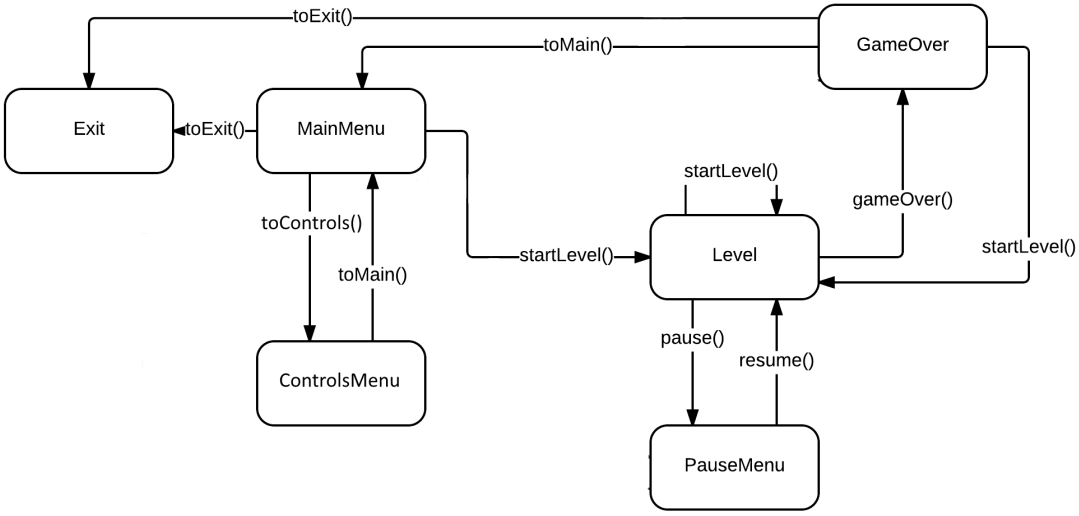 toExit()
toMain()
GameOver
Exit
toExit()
MainMenu
startLevel()
gameOver()
toControls()
startLevel()
Level
startLevel()
toMain()
pause()
resume()
ControlsMenu
PauseMenu